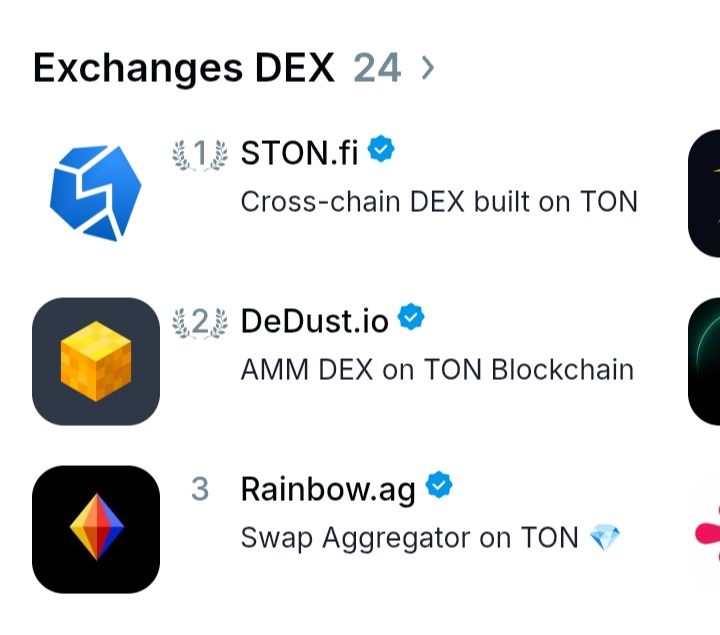 Exchanges DEX 24 >
1 STON.fi
Cross-chain DEX built on TON
2 DeDust.io
AMM DEX on TON Blockchain
3 Rainbow.ag
Swap Aggregator on TON 💎